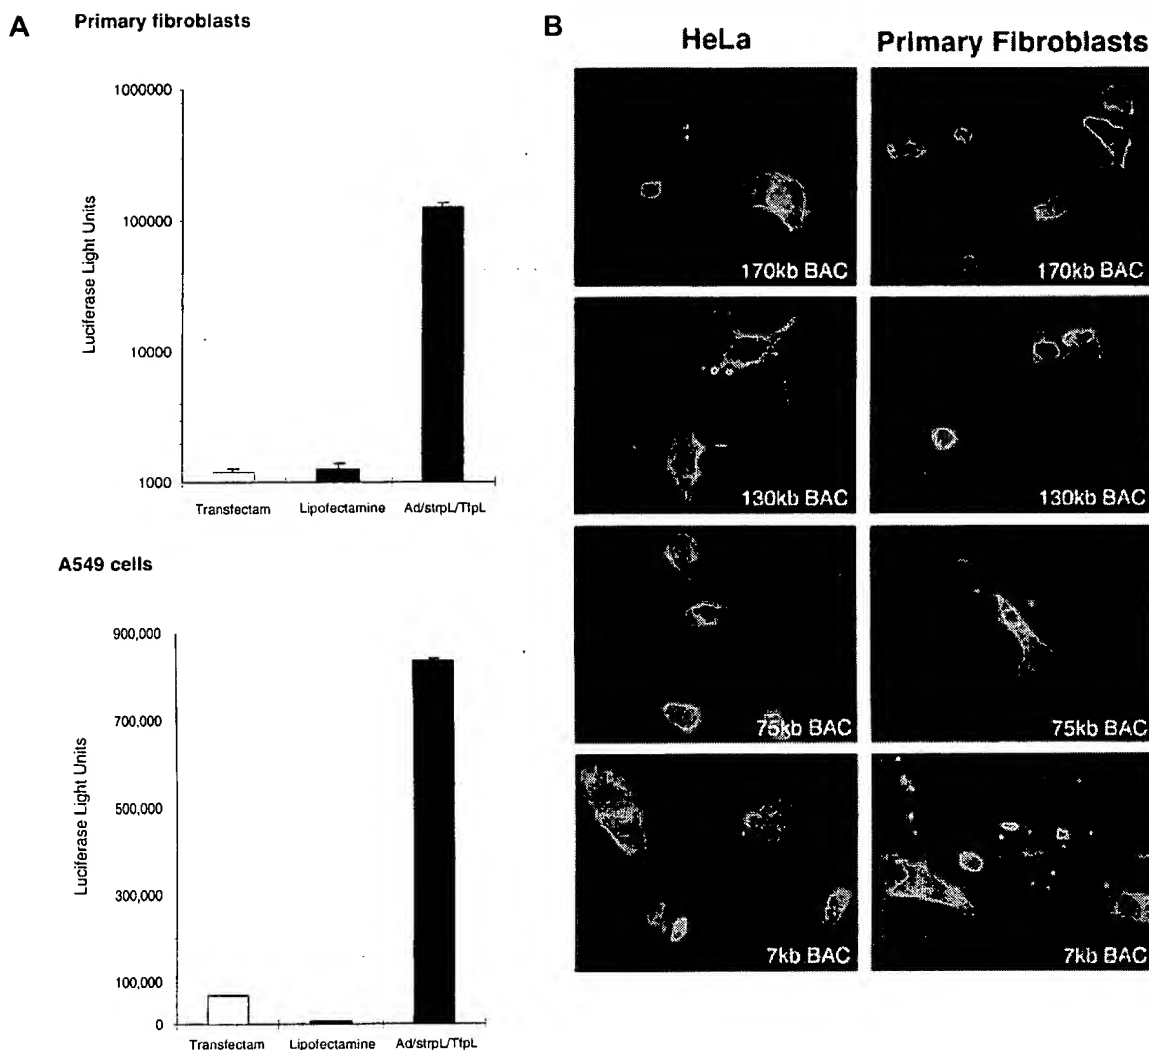 A
Primary fibroblasts
Luciferase Light Units
1000000
100000
10000
1000
Transfectam Lipofectamine Ad/strpL/TfpL
A549 cells
Luciferase Light Units
900,000
700,000
500,000
300,000
100,000
0
Transfectam Lipofectamine Ad/strpL/TfpL
B
HeLa Primary Fibroblasts
170kb BAC 170kb BAC
130kb BAC 130kb BAC
75kb BAC 75kb BAC
7kb BAC 7kb BAC